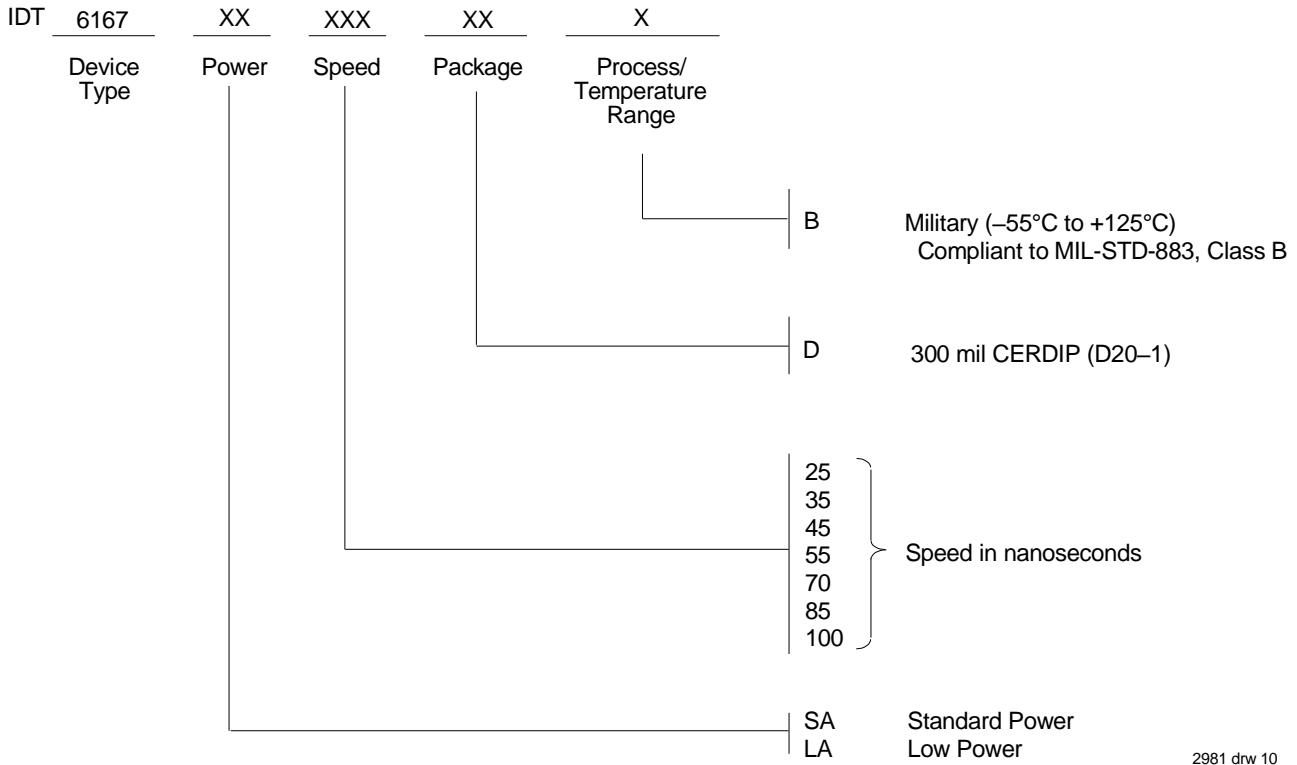 IDT 6167 XX XXX XX X
Device Type
Power
Speed
Package
Process/
Temperature
Range
B Military (–55°C to +125°C)
Compliant to MIL-STD-883, Class B
D 300 mil CERDIP (D20–1)
25
35
45
55
70
85
100
Speed in nanoseconds
SA Standard Power
LA Low Power
2981 drw 10